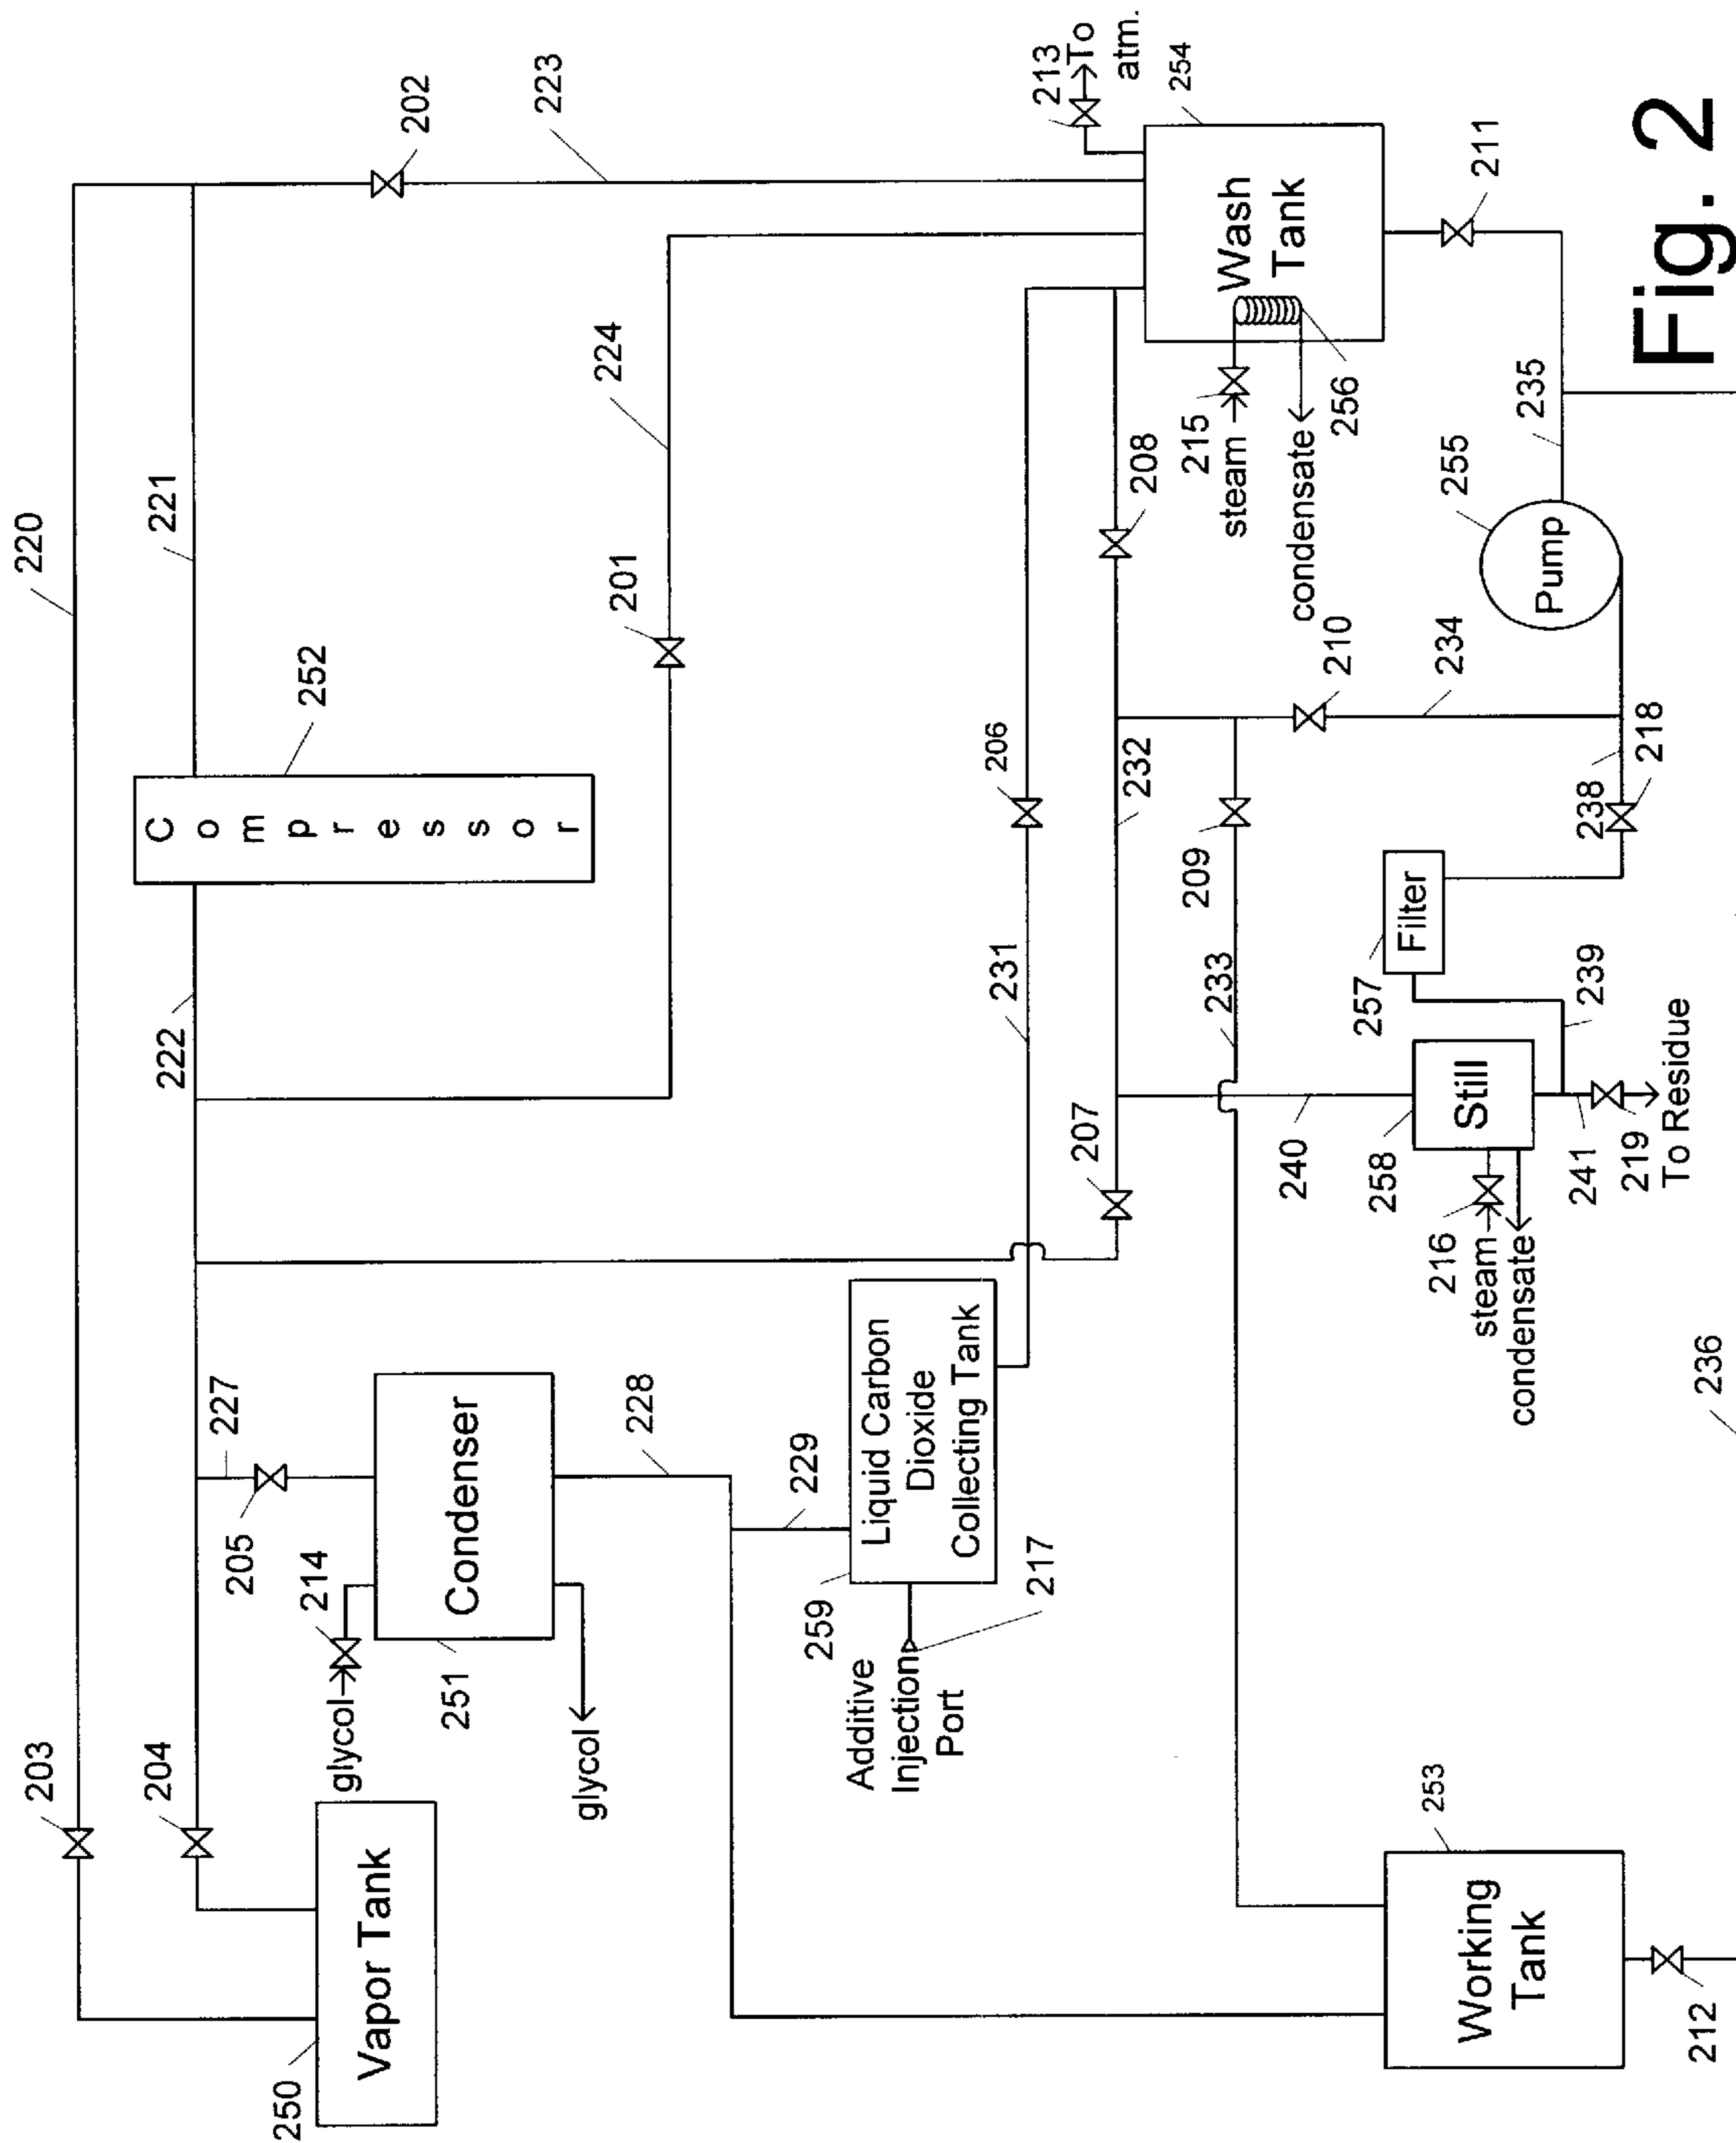 220
221
202
223
203
204
222
252
C
o
m
p
r
e
s
s
o
r
201
224
213
To
atm.
254
Vapor Tank
250
227
205
214
glycol
Condenser
251
glycol
228
229
Liquid Carbon
Dioxide
Collecting Tank
259
Additive
Injection
Port
217
206
231
207
232
208
Wash
Tank
215
steam
condensate
256
211
235
255
Pump
210
234
209
233
218
238
257
Filter
239
240
258
Still
216
steam
condensate
241
219
To Residue
253
Working
Tank
212
236
Fig. 2